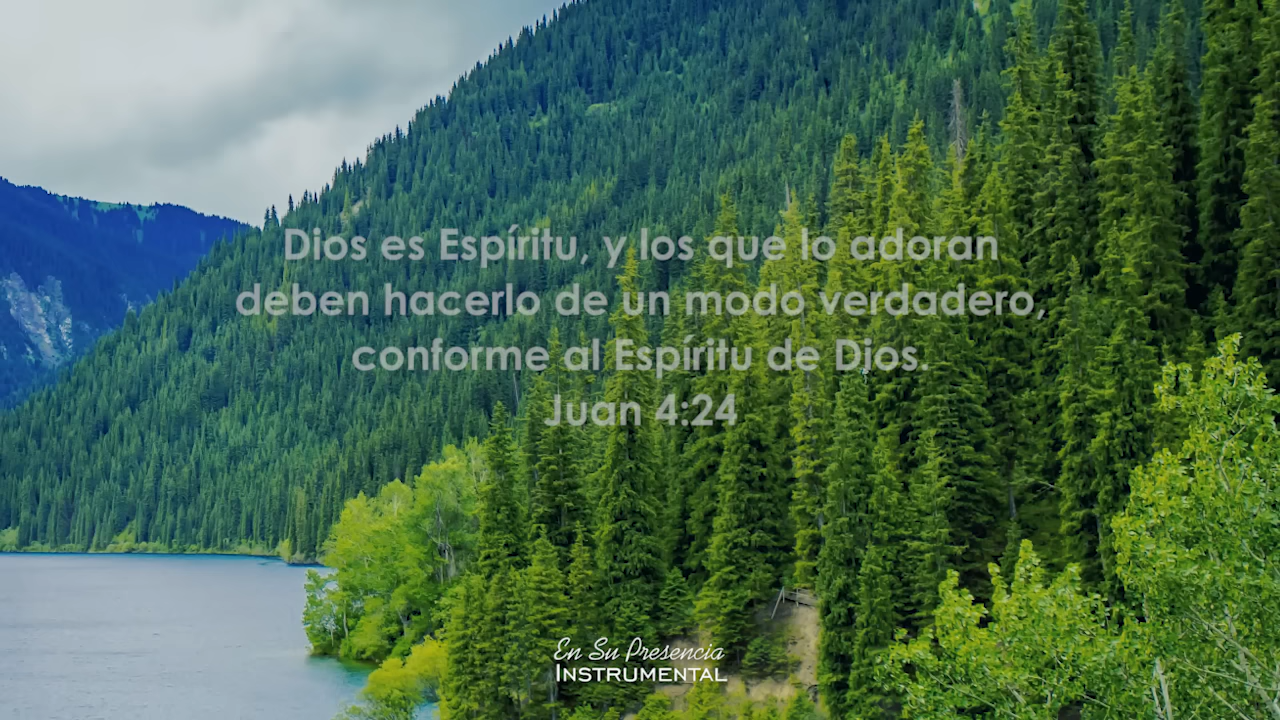 Dios es Espíritu, y los que lo adoran
deben hacerlo de un modo verdadero,
conforme al Espíritu de Dios.
Juan 4:24
En Su Presencia
INSTRUMENTAL